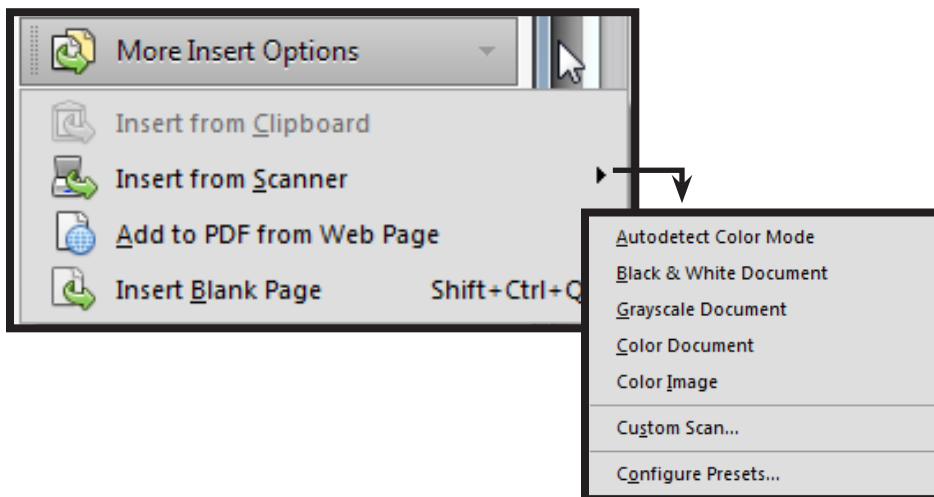 More Insert Options
Insert from Clipboard
Insert from Scanner
Add to PDF from Web Page
Insert Blank Page Shift+Ctrl+Q
Autodetect Color Mode
Black & White Document
Grayscale Document
Color Document
Color Image
Custom Scan...
Configure Presets...